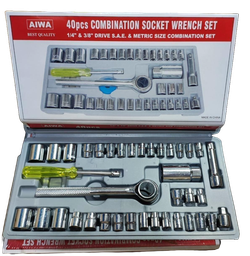 AIWA
BEST QUALITY
40pcs COMBINATION SOCKET WRENCH SET
1/4" & 3/8" DRIVE S.A.E. & METRIC SIZE COMBINATION SET